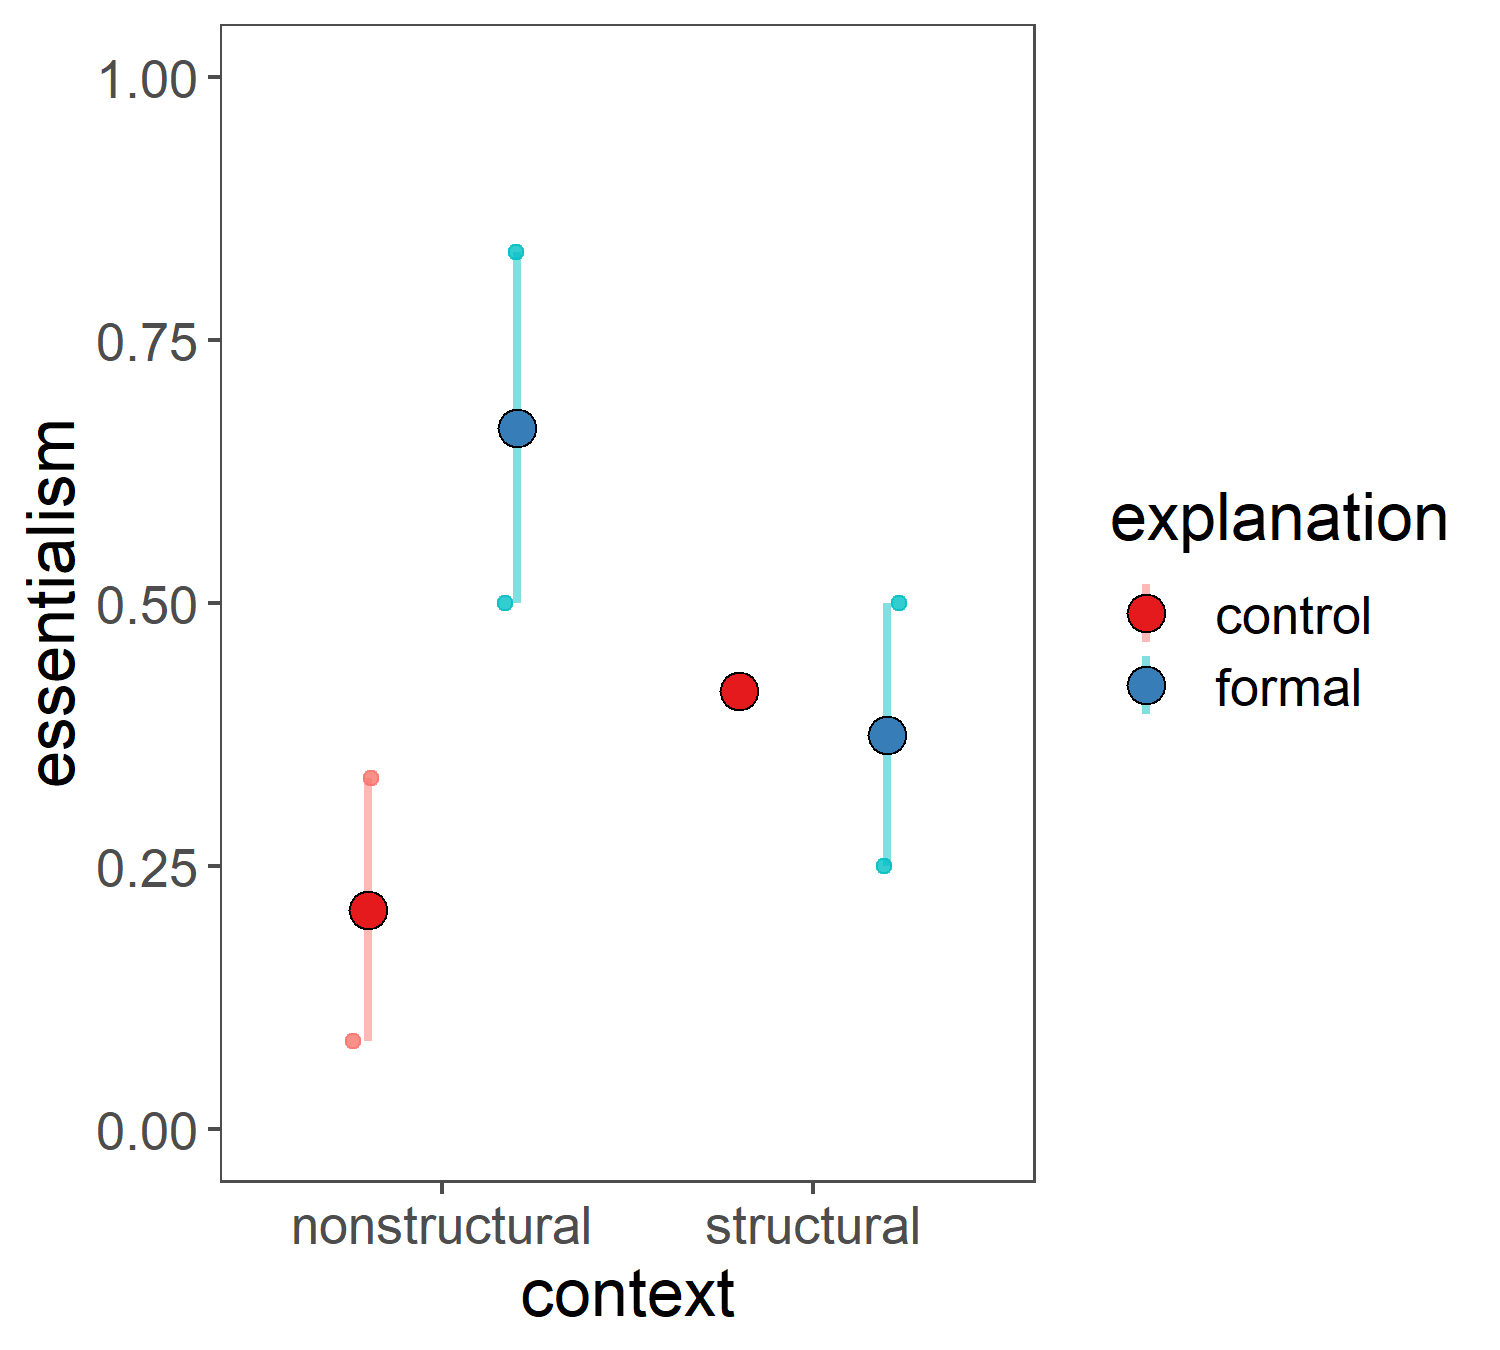 1.00
0.75
0.50
0.25
0.00
essentialism
nonstructural
structural
context
explanation
control
formal